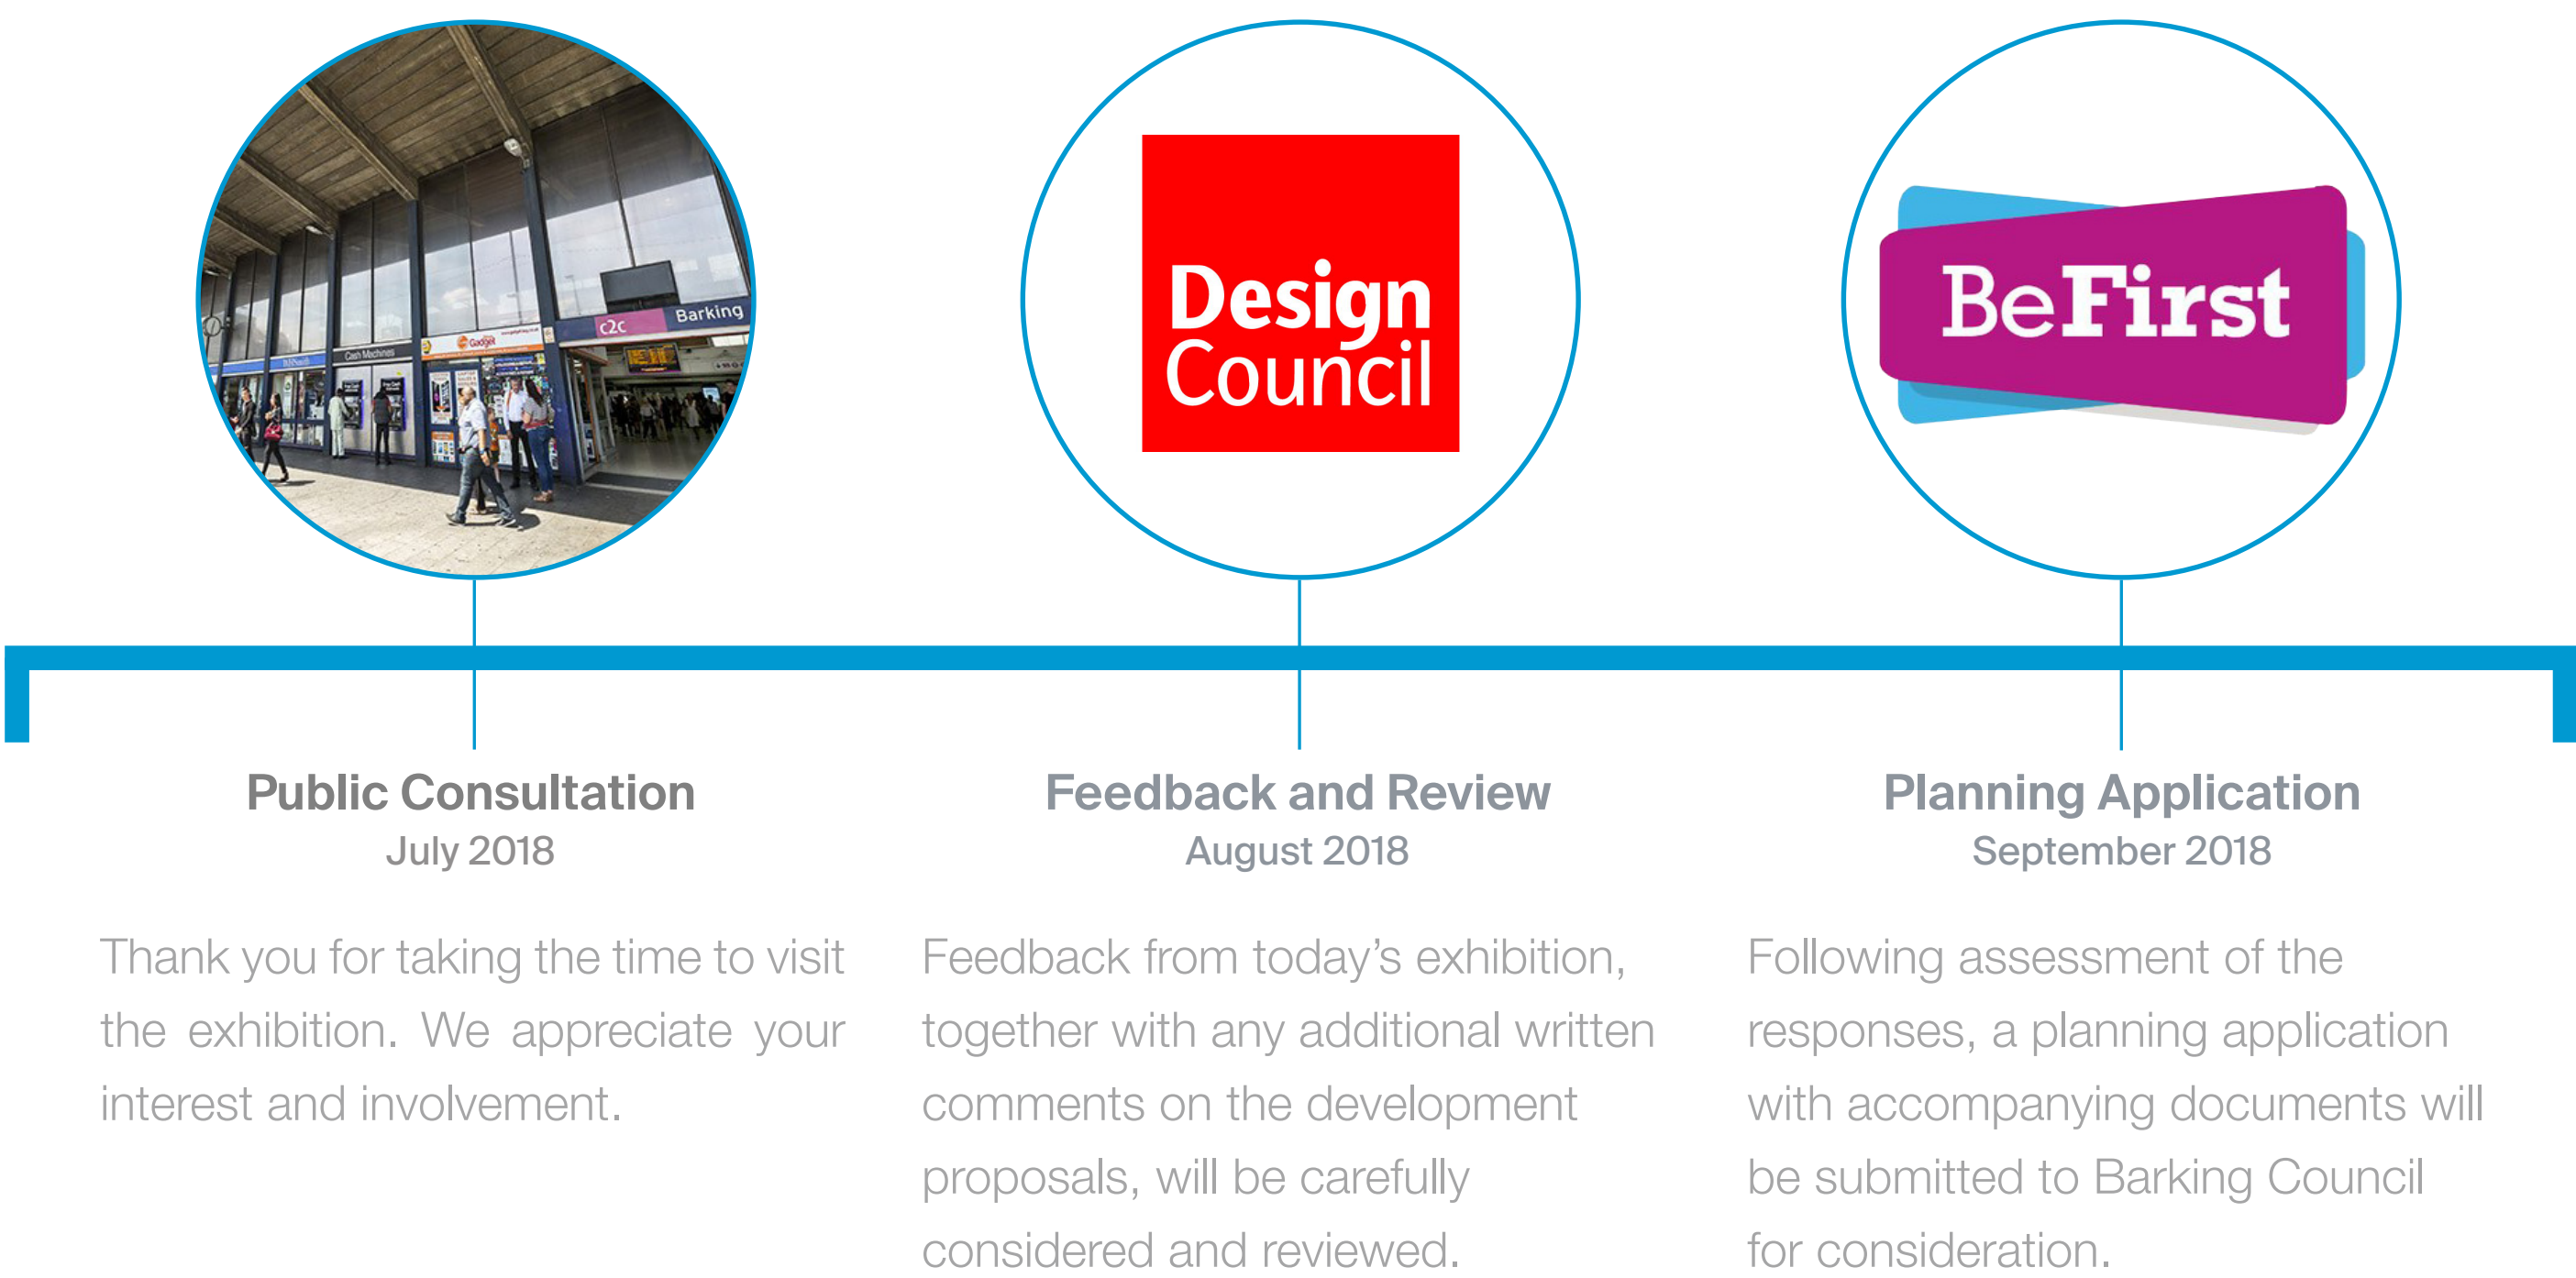 WHSmith
Cash Machines
Gadget
c2c
Barking
Design
Council
BeFirst
Public Consultation
July 2018
Thank you for taking the time to visit
the exhibition. We appreciate your
interest and involvement.
Feedback and Review
August 2018
Feedback from today’s exhibition,
together with any additional written
comments on the development
proposals, will be carefully
considered and reviewed.
Planning Application
September 2018
Following assessment of the
responses, a planning application
with accompanying documents will
be submitted to Barking Council
for consideration.